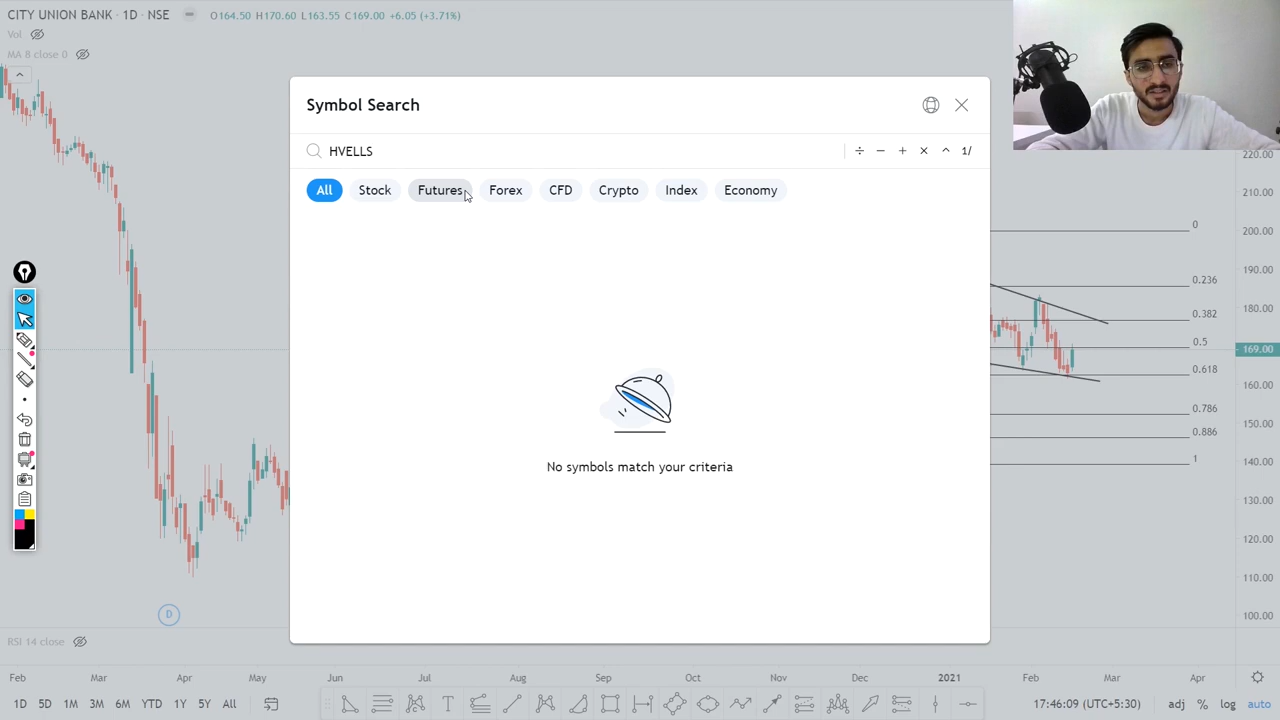 CITY UNION BANK · 1D · NSE O164.50 H170.60 L163.55 C169.00 +6.05 (+3.71%)
Vol
MA 8 close 0
Symbol Search
HVELLS
÷ − + × ^ 1/
All Stock Futures Forex CFD Crypto Index Economy
No symbols match your criteria
0
0.236
0.382
0.5
0.618
0.786
0.886
1
220.00
210.00
200.00
190.00
180.00
169.00
160.00
150.00
140.00
130.00
120.00
110.00
100.00
D
RSI 14 close
Feb Mar Apr May Jun Jul Aug Sep Oct Nov Dec 2021 Feb Mar Apr
1D 5D 1M 3M 6M YTD 1Y 5Y All T 17:46:09 (UTC+5:30) adj % log auto